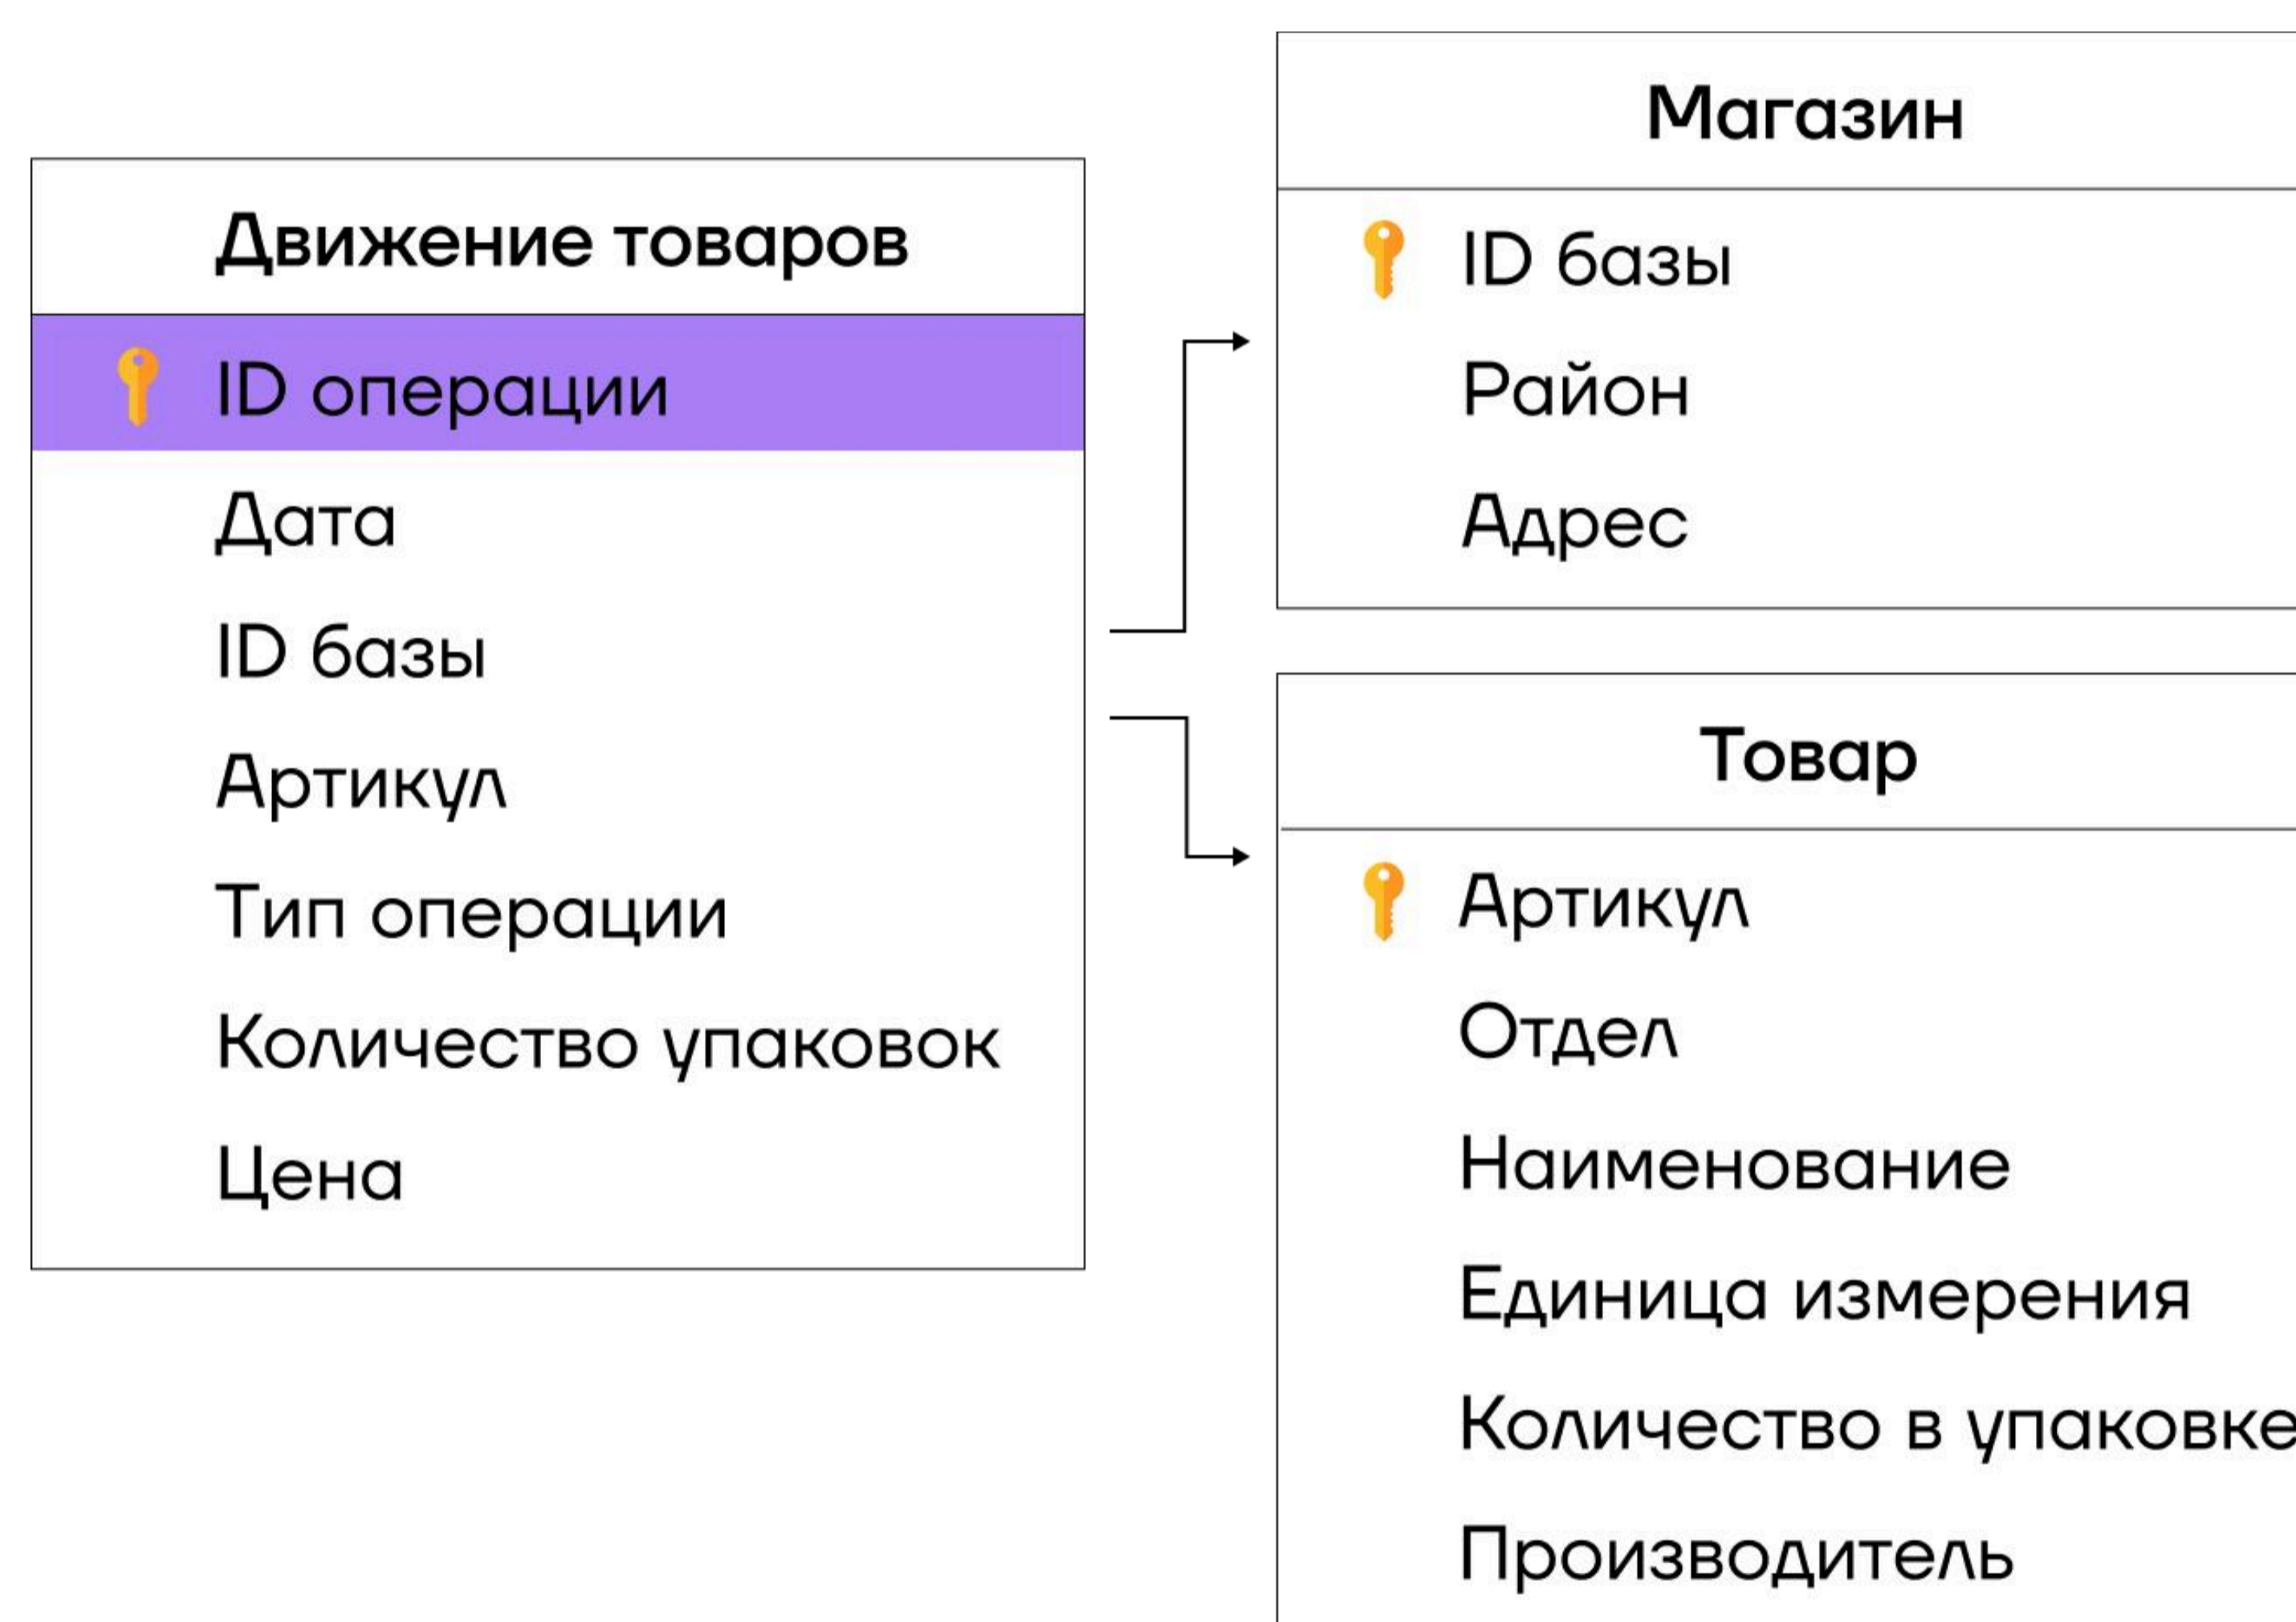 Движение товаров
ID операции
Дата
ID базы
Артикул
Тип операции
Количество упаковок
Цена
Магазин
ID базы
Район
Адрес
Товар
Артикул
Отдел
Наименование
Единица измерения
Количество в упаковке
Производитель